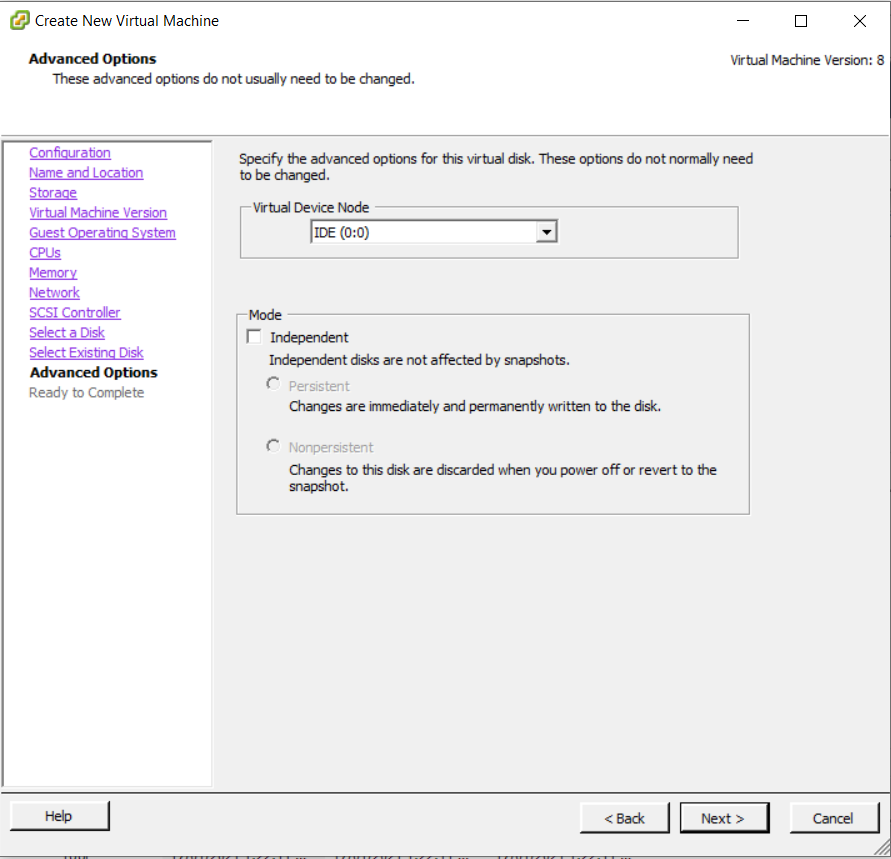 Create New Virtual Machine
Advanced Options
These advanced options do not usually need to be changed.
Virtual Machine Version: 8
Configuration
Name and Location
Storage
Virtual Machine Version
Guest Operating System
CPUs
Memory
Network
SCSI Controller
Select a Disk
Select Existing Disk
Advanced Options
Ready to Complete
Specify the advanced options for this virtual disk. These options do not normally need
to be changed.
Virtual Device Node
IDE (0:0)
Mode
Independent
Independent disks are not affected by snapshots.
Persistent
Changes are immediately and permanently written to the disk.
Nonpersistent
Changes to this disk are discarded when you power off or revert to the
snapshot.
Help
< Back
Next >
Cancel